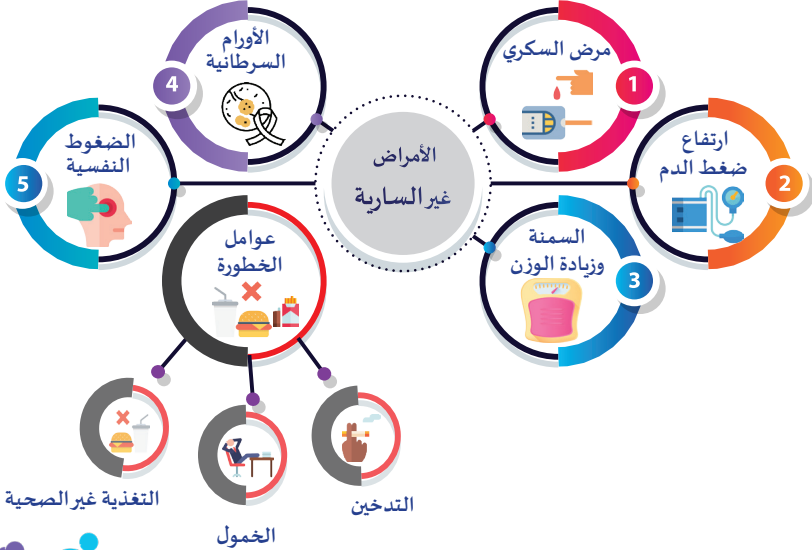 الأمراض
غير السارية
مرض السكري
1
ارتفاع
ضغط الدم
2
السمنة
وزيادة الوزن
3
الأورام
السرطانية
4
الضغوط
النفسية
5
عوامل
الخطورة
التدخين
الخمول
التغذية غير الصحية